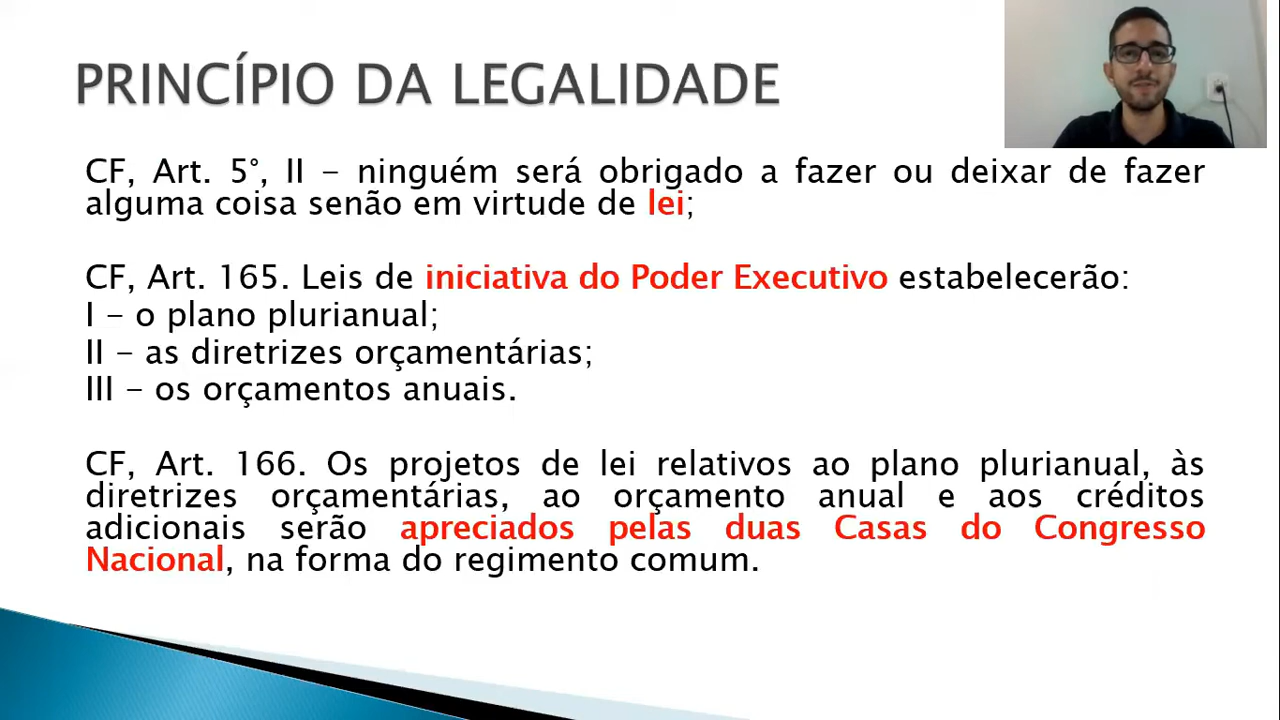 PRINCÍPIO DA LEGALIDADE
CF, Art. 5°, II – ninguém será obrigado a fazer ou deixar de fazer
alguma coisa senão em virtude de lei;
CF, Art. 165. Leis de iniciativa do Poder Executivo estabelecerão:
I – o plano plurianual;
II – as diretrizes orçamentárias;
III – os orçamentos anuais.
CF, Art. 166. Os projetos de lei relativos ao plano plurianual, às
diretrizes orçamentárias, ao orçamento anual e aos créditos
adicionais serão apreciados pelas duas Casas do Congresso
Nacional, na forma do regimento comum.